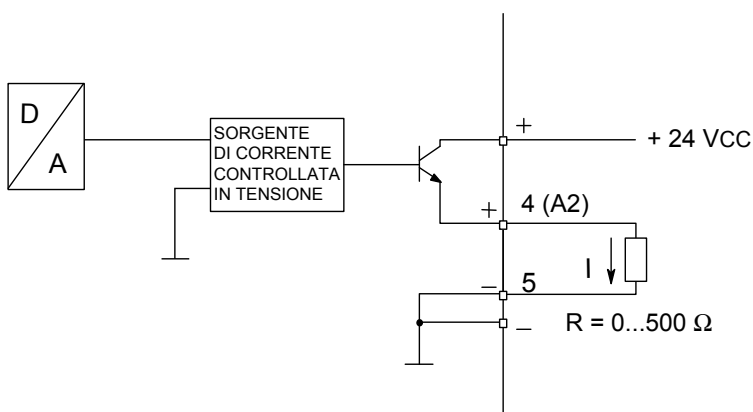 D
A
SORGENTE
DI CORRENTE
CONTROLLATA
IN TENSIONE
+
+ 24 VCC
+
4 (A2)
I
–
5
–
R = 0...500 Ω